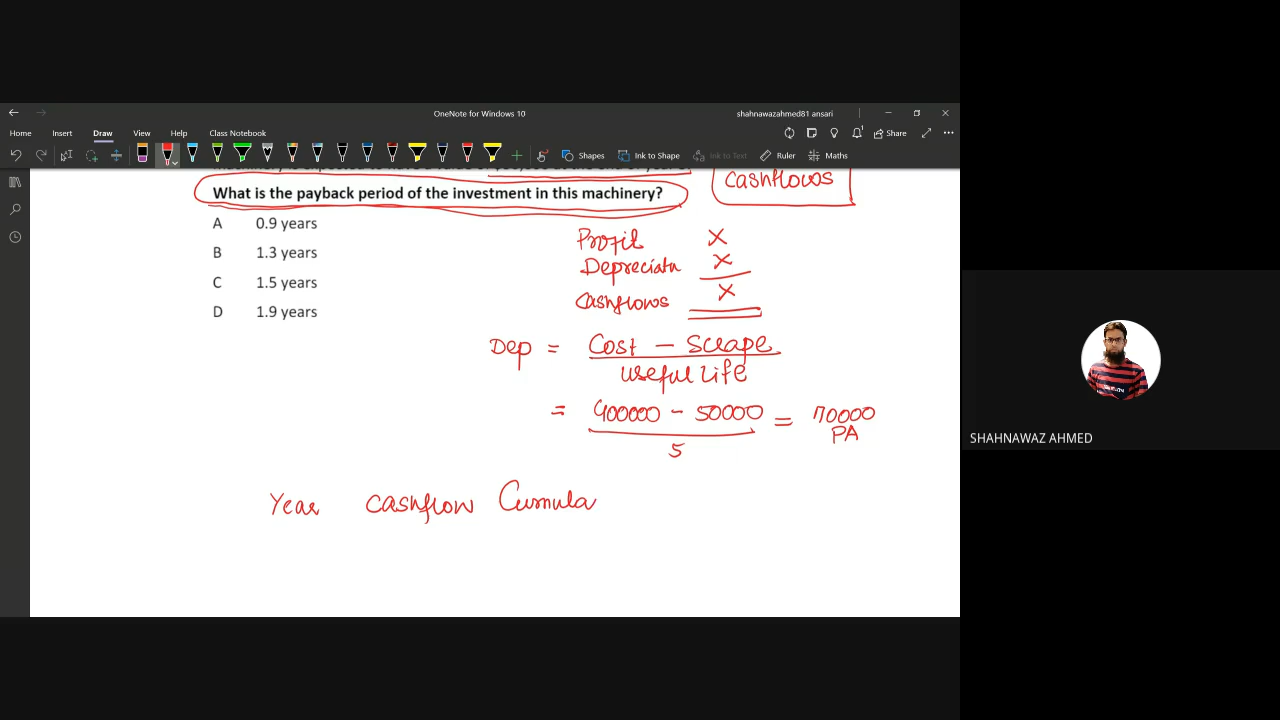 OneNote for Windows 10
shahnawazahmed81 ansari
Home Insert Draw View Help Class Notebook
Share
Shapes Ink to Shape Ink to Text Ruler Maths
What is the payback period of the investment in this machinery?
cashflows
A 0.9 years
B 1.3 years
C 1.5 years
D 1.9 years
Profit X
Depreciatn X
Cashflows X
Dep = Cost - Scrape
useful Life
= 400000 - 50000 = 70000
5 PA
Year cashflow Cumula
SHAHNAWAZ AHMED